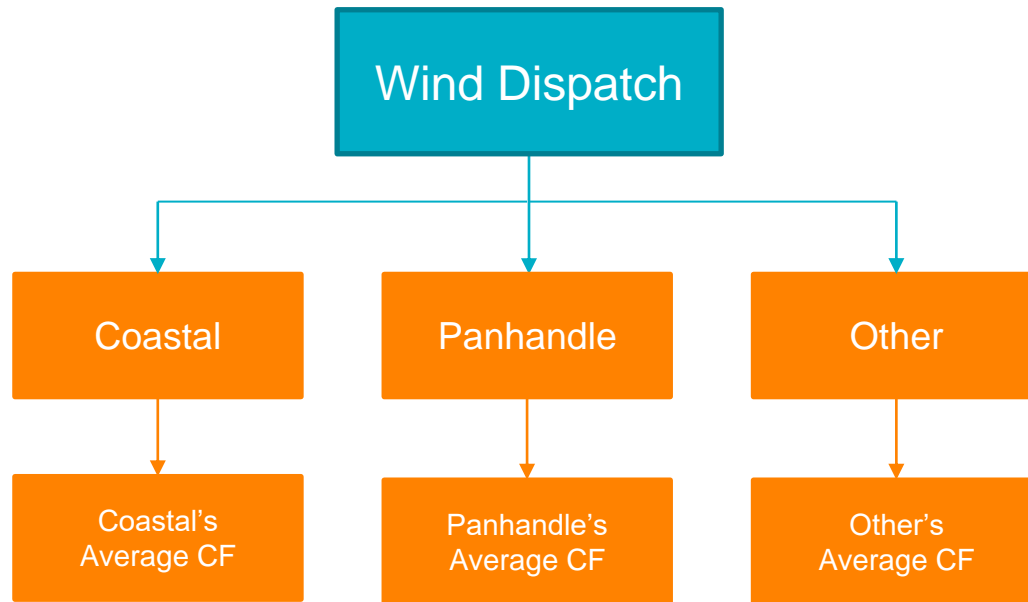 Wind Dispatch
Coastal
Panhandle
Other
Coastal’s
Average CF
Panhandle’s
Average CF
Other’s
Average CF